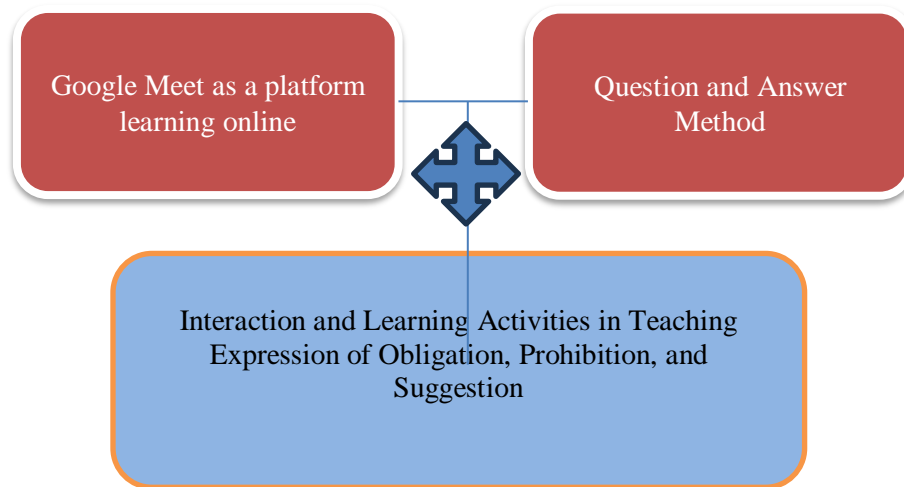 Google Meet as a platform
learning online
Question and Answer
Method
Interaction and Learning Activities in Teaching
Expression of Obligation, Prohibition, and
Suggestion